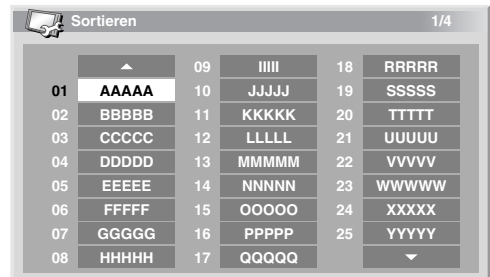 Sortieren 1/4
01 AAAAA
02 BBBBB
03 CCCCC
04 DDDDD
05 EEEEE
06 FFFFF
07 GGGGG
08 HHHHH
09 IIIII
10 JJJJJ
11 KKKKK
12 LLLLL
13 MMMMM
14 NNNNN
15 OOOOO
16 PPPPP
17 QQQQQ
18 RRRRR
19 SSSSS
20 TTTTT
21 UUUUU
22 VVVVV
23 WWWWW
24 XXXXX
25 YYYYY